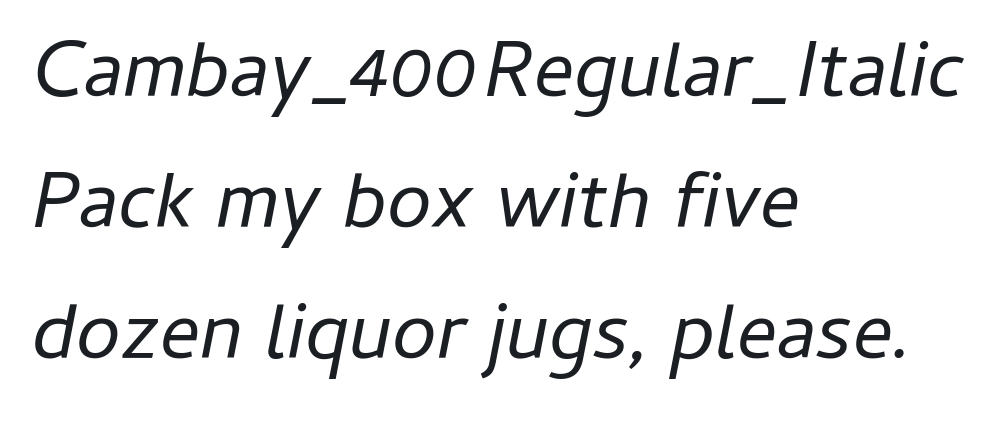 Cambay_400Regular_Italic
Pack my box with five
dozen liquor jugs, please.